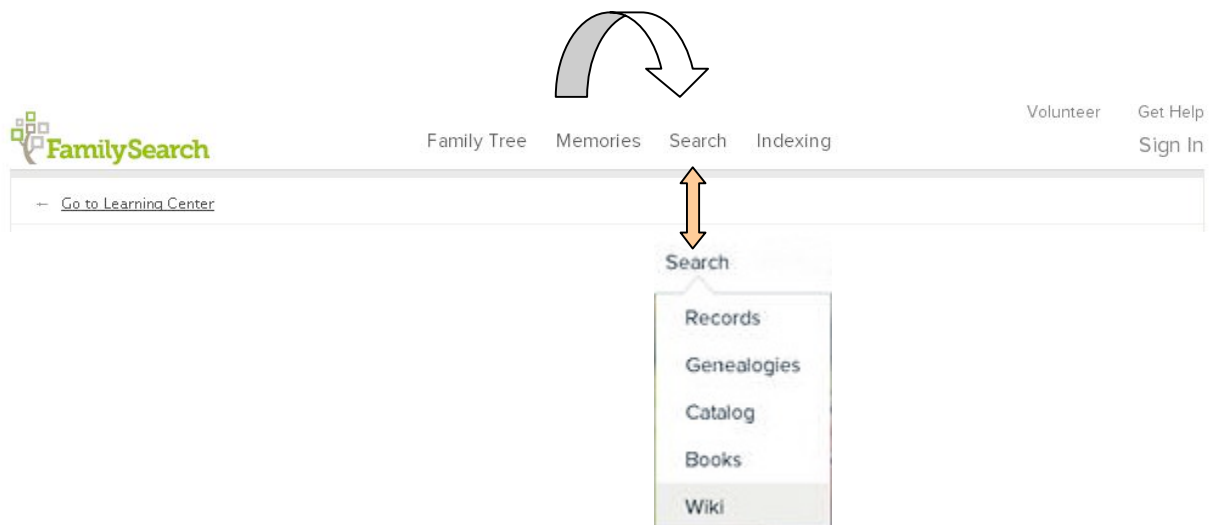 Volunteer Get Help
FamilySearch Family Tree Memories Search Indexing Sign In
← Go to Learning Center
Search
Records
Genealogies
Catalog
Books
Wiki